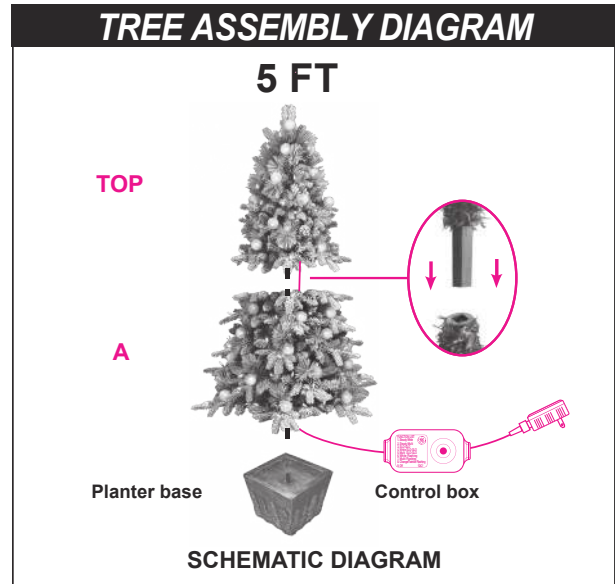 TREE ASSEMBLY DIAGRAM
5 FT
TOP
A
Planter base
Control box
SCHEMATIC DIAGRAM